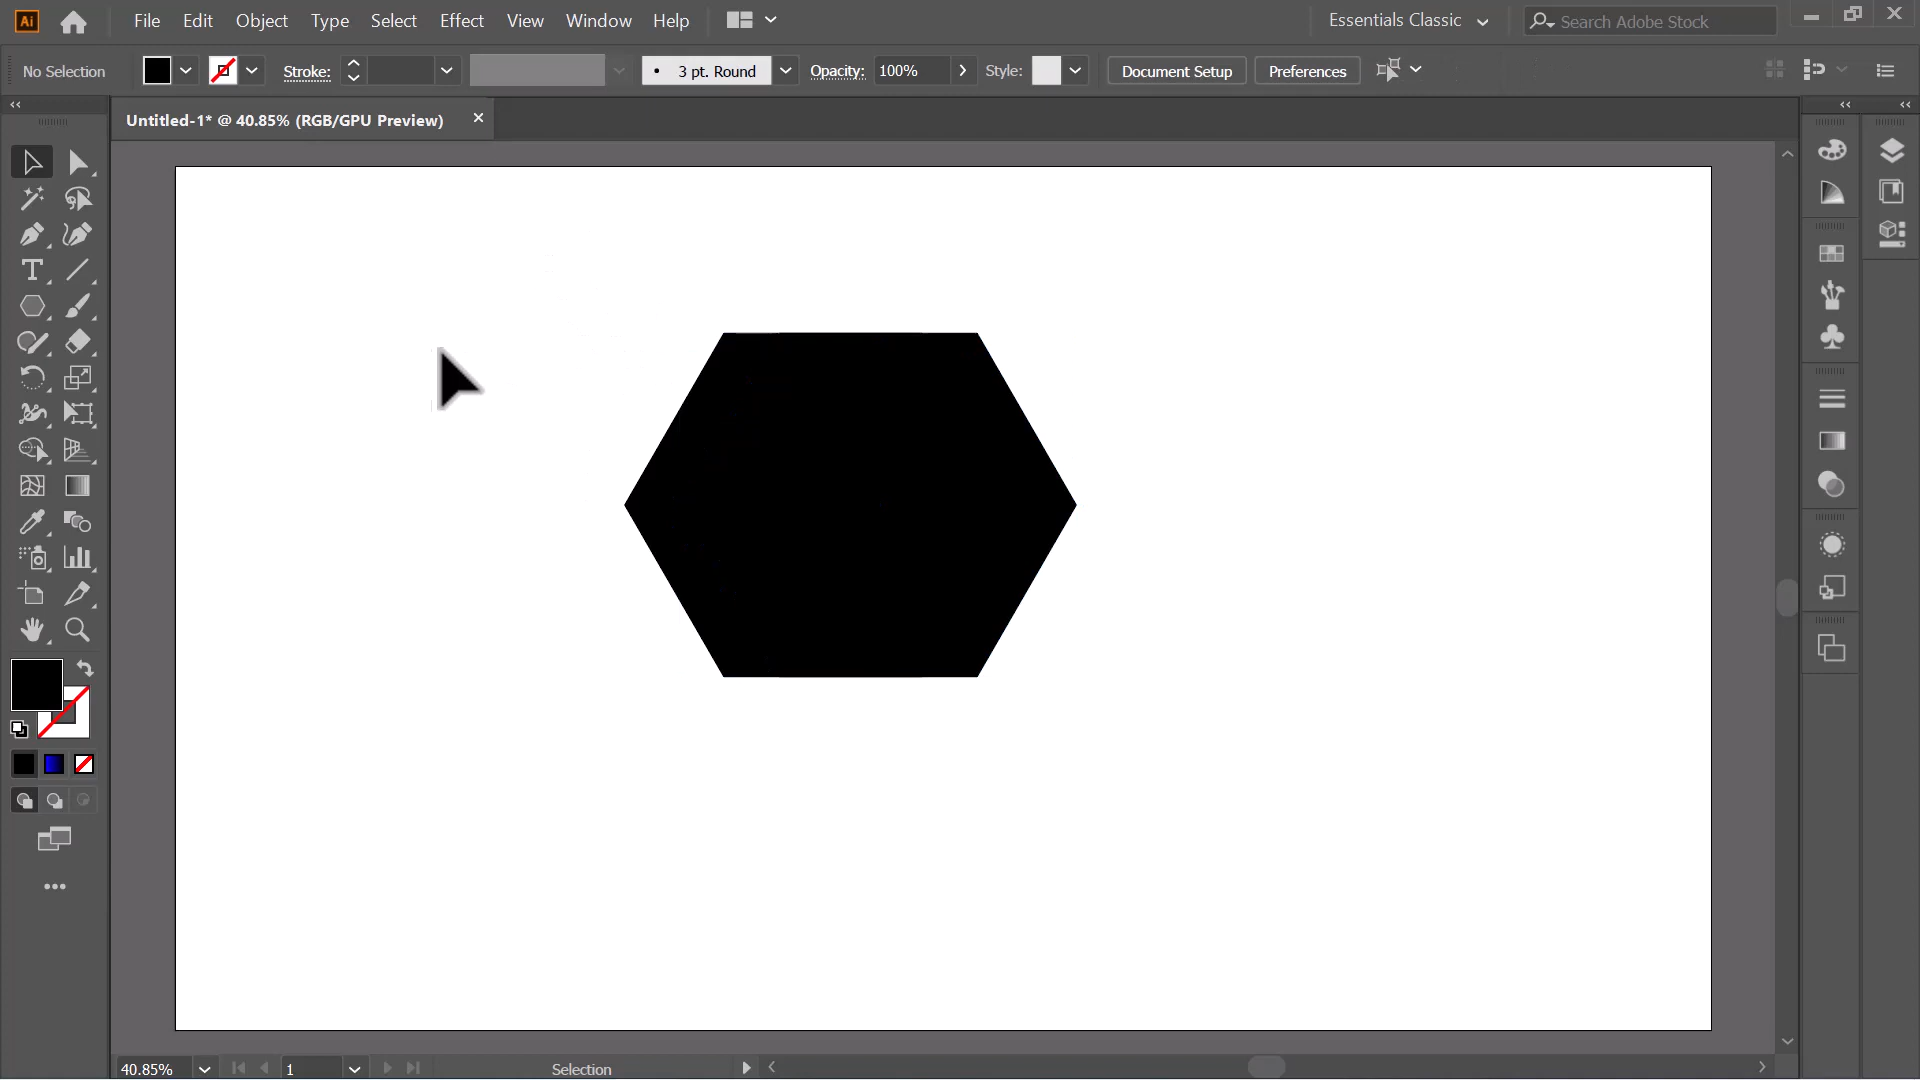 Ai File Edit Object Type Select Effect View Window Help Essentials Classic Search Adobe Stock
No Selection Stroke: 3 pt. Round Opacity: 100% Style: Document Setup Preferences
Untitled-1* @ 40.85% (RGB/GPU Preview)
40.85% 1 Selection